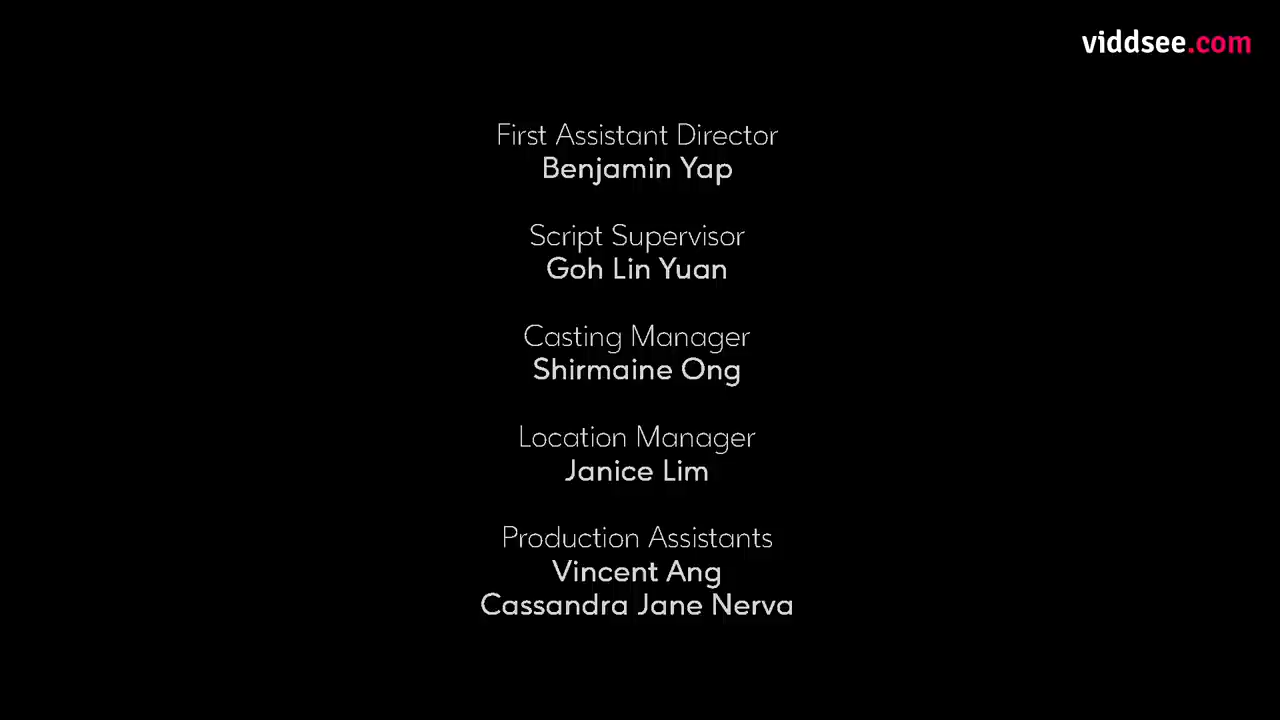 viddsee.com
First Assistant Director
Benjamin Yap
Script Supervisor
Goh Lin Yuan
Casting Manager
Shirmaine Ong
Location Manager
Janice Lim
Production Assistants
Vincent Ang
Cassandra Jane Nerva